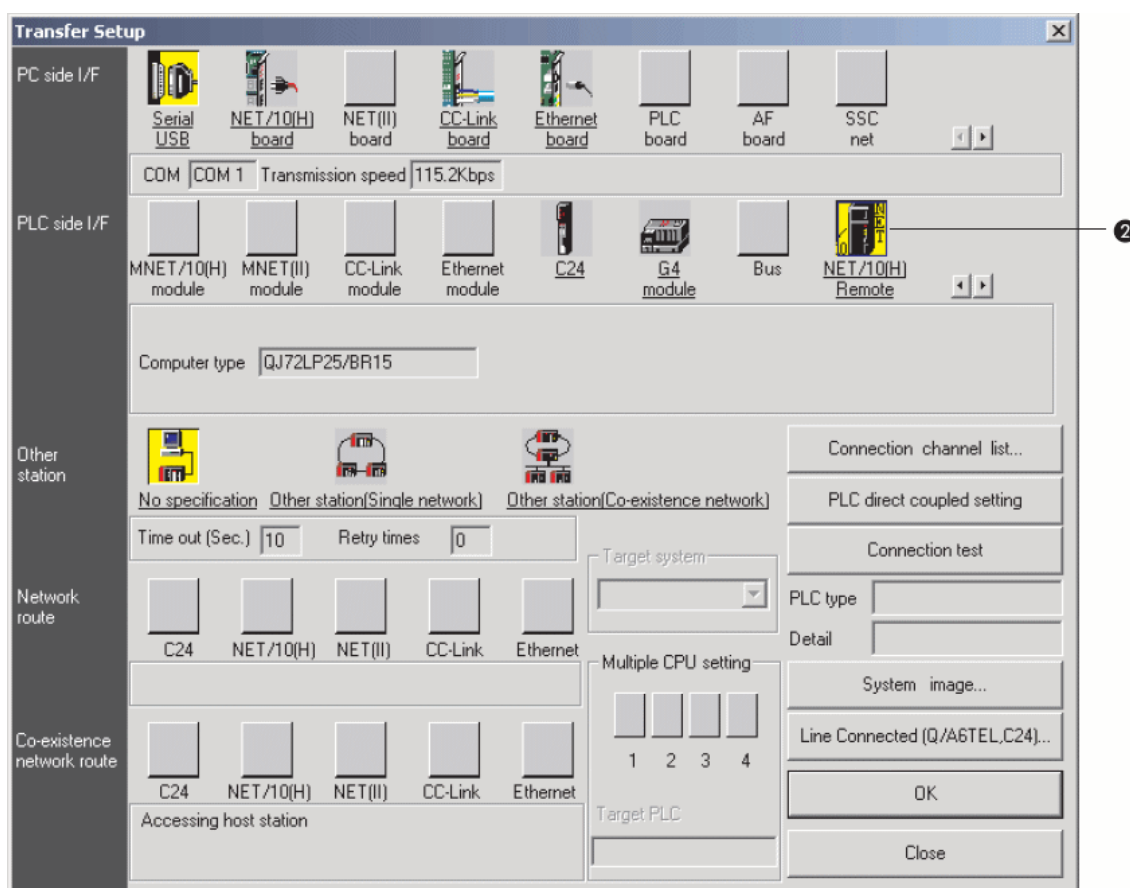 Transfer Setup
PC side I/F
Serial USB
NET/10(H) board
NET(II) board
CC-Link board
Ethernet board
PLC board
AF board
SSC net
COM COM 1 Transmission speed 115.2Kbps
PLC side I/F
MNET/10(H) module
MNET(II) module
CC-Link module
Ethernet module
C24
G4 module
Bus
NET/10(H) Remote
2
Computer type QJ72LP25/BR15
Other station
No specification
Other station(Single network)
Other station(Co-existence network)
Time out (Sec.) 10 Retry times 0
Connection channel list...
PLC direct coupled setting
Connection test
Target system
PLC type
Detail
Network route
C24 NET/10(H) NET(II) CC-Link Ethernet
Multiple CPU setting
1 2 3 4
System image...
Line Connected (Q/A6TEL,C24)...
Co-existence network route
C24 NET/10(H) NET(II) CC-Link Ethernet
Accessing host station
Target PLC
OK
Close